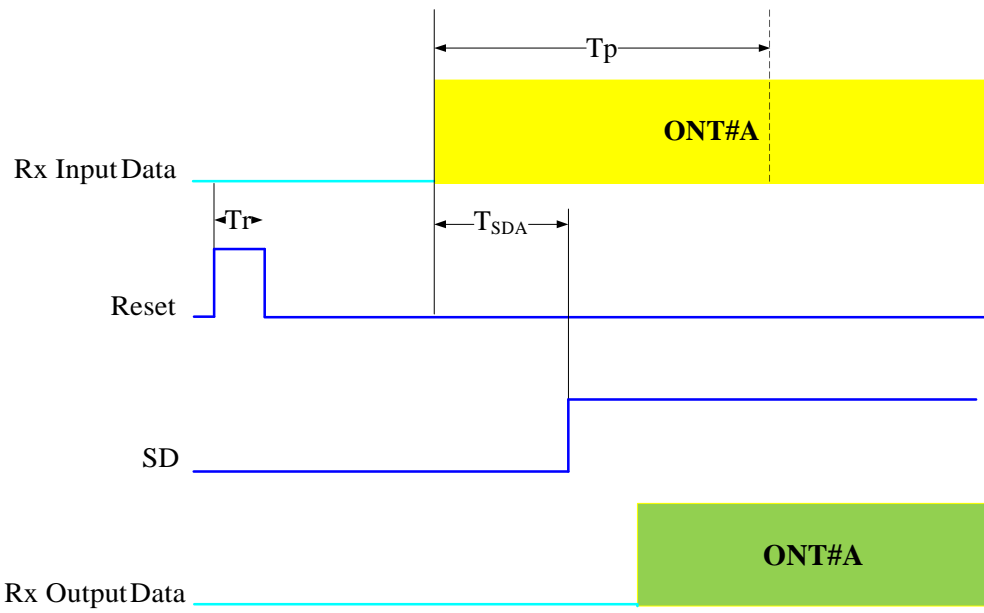 Tp
ONT#A
Rx Input Data
Tr
TSDA
Reset
SD
ONT#A
Rx Output Data